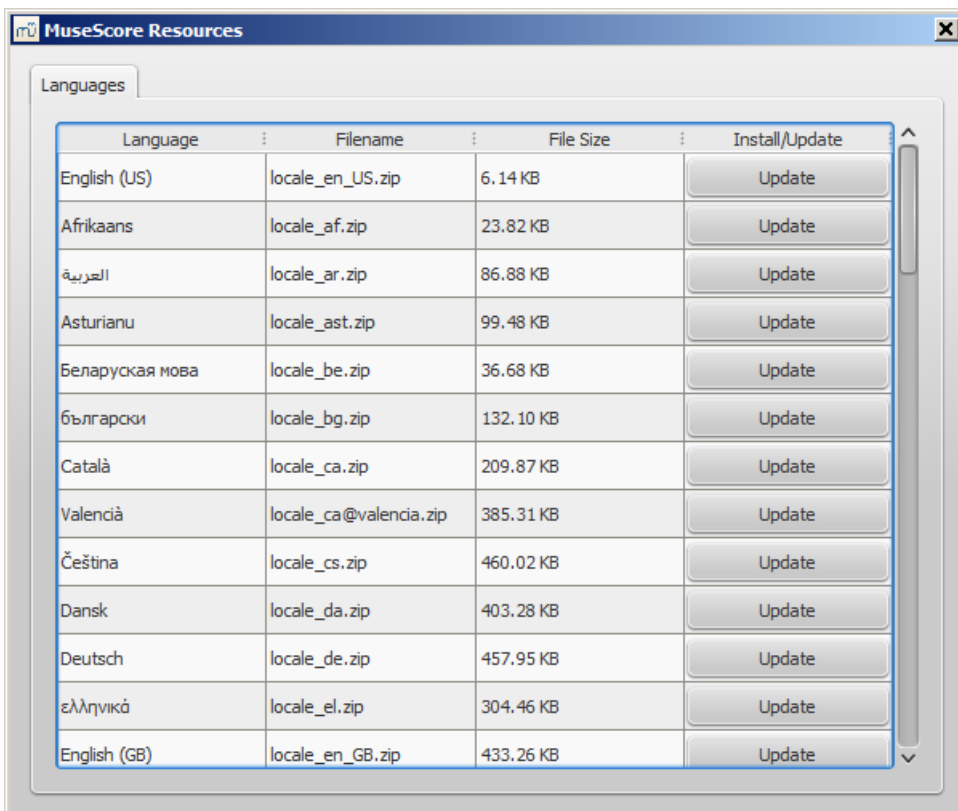 mü MuseScore Resources
Languages
Language Filename File Size Install/Update
English (US) locale_en_US.zip 6.14 KB Update
Afrikaans locale_af.zip 23.82 KB Update
العربية locale_ar.zip 86.88 KB Update
Asturianu locale_ast.zip 99.48 KB Update
Беларуская мова locale_be.zip 36.68 KB Update
български locale_bg.zip 132.10 KB Update
Català locale_ca.zip 209.87 KB Update
Valencià locale_ca@valencia.zip 385.31 KB Update
Čeština locale_cs.zip 460.02 KB Update
Dansk locale_da.zip 403.28 KB Update
Deutsch locale_de.zip 457.95 KB Update
ελληνικά locale_el.zip 304.46 KB Update
English (GB) locale_en_GB.zip 433.26 KB Update